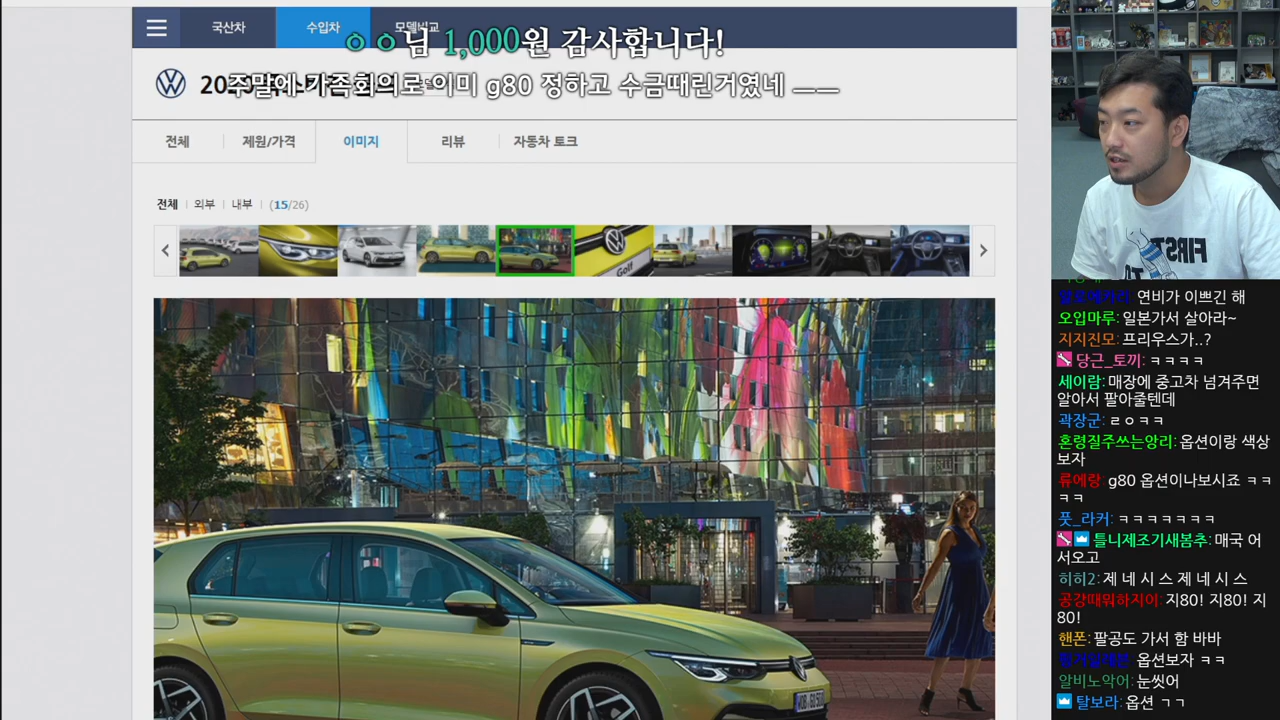 국산차
수입차
모델비교
ㅇㅇ님 1,000원 감사합니다!
주말에 가족회의로 이미 g80 정하고 수금때린거였네 ㅡㅡ
전체
제원/가격
이미지
리뷰
자동차 토크
전체 외부 내부 (15/26)
Golf
FIRST
TO
연비가 이쁘긴 해
오입마루: 일본가서 살아라~
지지진모: 프리우스가..?
당근_토끼: ㅋㅋㅋㅋ
세이람: 매장에 중고차 넘겨주면
알아서 팔아줄텐데
곽장군: ㄹㅇㅋㅋ
혼령질주쓰는앙리: 옵션이랑 색상
보자
류에랑: g80 옵션이나보시죠 ㅋㅋ
ㅋㅋ
풋_라커: ㅋㅋㅋㅋㅋㅋㅋ
틀니제조기새봄추: 매국 어
서오고
히히2: 제 네 시 스 제 네 시 스
공강때뭐하지어: 지80! 지80! 지
80!
핸폰: 팔공도 가서 함 바바
옵션보자 ㅋㅋ
알비노악어: 눈씻어
탈보라: 옵션 ㄱㄱ